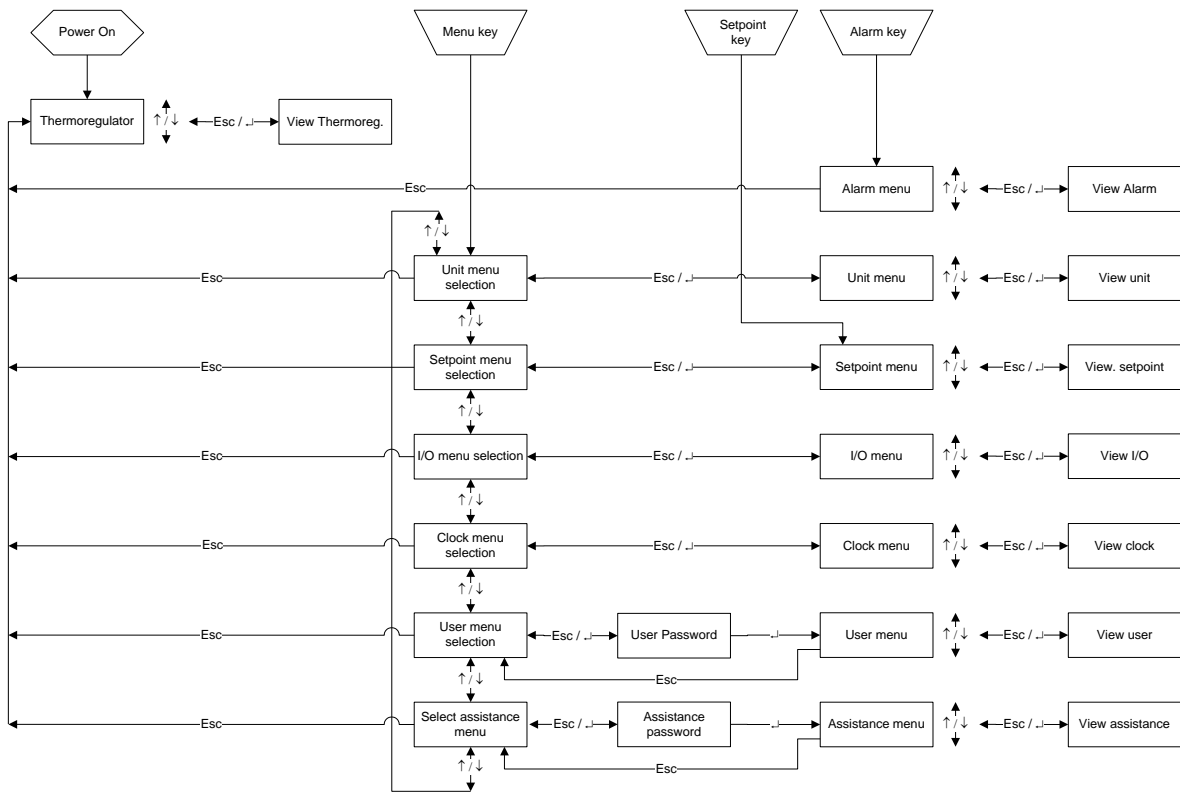 Power On
Menu key
Setpoint
key
Alarm key
Thermoregulator
↑ / ↓
Esc / ↵
View Thermoreg.
Esc
Alarm menu
↑ / ↓
Esc / ↵
View Alarm
↑ / ↓
Esc
Unit menu
selection
Esc / ↵
Unit menu
↑ / ↓
Esc / ↵
View unit
↑ / ↓
Esc
Setpoint menu
selection
Esc / ↵
Setpoint menu
↑ / ↓
Esc / ↵
View. setpoint
↑ / ↓
Esc
I/O menu selection
Esc / ↵
I/O menu
↑ / ↓
Esc / ↵
View I/O
↑ / ↓
Esc
Clock menu
selection
Esc / ↵
Clock menu
↑ / ↓
Esc / ↵
View clock
↑ / ↓
Esc
User menu
selection
Esc / ↵
User Password
↵
User menu
↑ / ↓
Esc / ↵
View user
Esc
↑ / ↓
Esc
Select assistance
menu
Esc / ↵
Assistance
password
↵
Assistance menu
↑ / ↓
Esc / ↵
View assistance
Esc
↑ / ↓